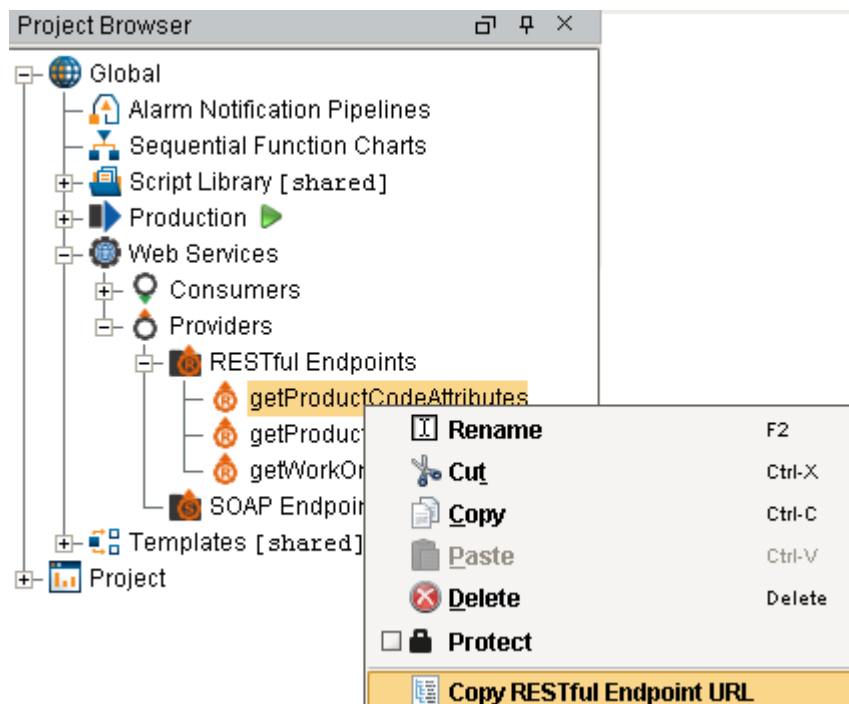 Project Browser
Global
Alarm Notification Pipelines
Sequential Function Charts
Script Library [shared]
Production
Web Services
Consumers
Providers
RESTful Endpoints
getProductCodeAttributes
getProduct
getWorkOr
SOAP Endpoin
Templates [shared]
Project
Rename F2
Cut Ctrl-X
Copy Ctrl-C
Paste Ctrl-V
Delete Delete
Protect
Copy RESTful Endpoint URL